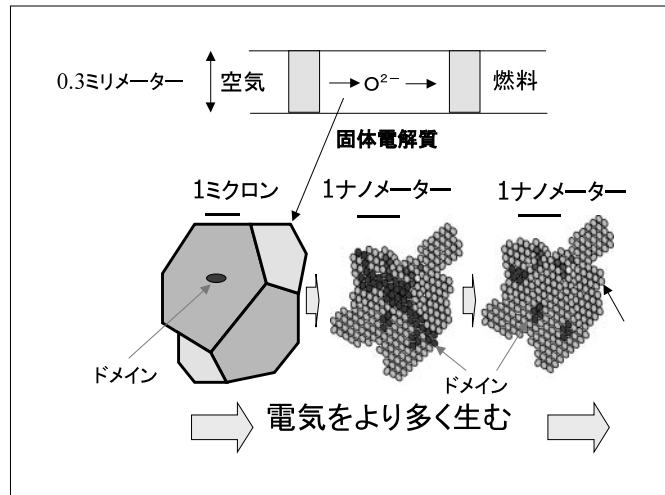 0.3ミリメーター 空気 O²⁻ 燃料
固体電解質
1ミクロン 1ナノメーター 1ナノメーター
ドメイン ドメイン
電気をより多く生む